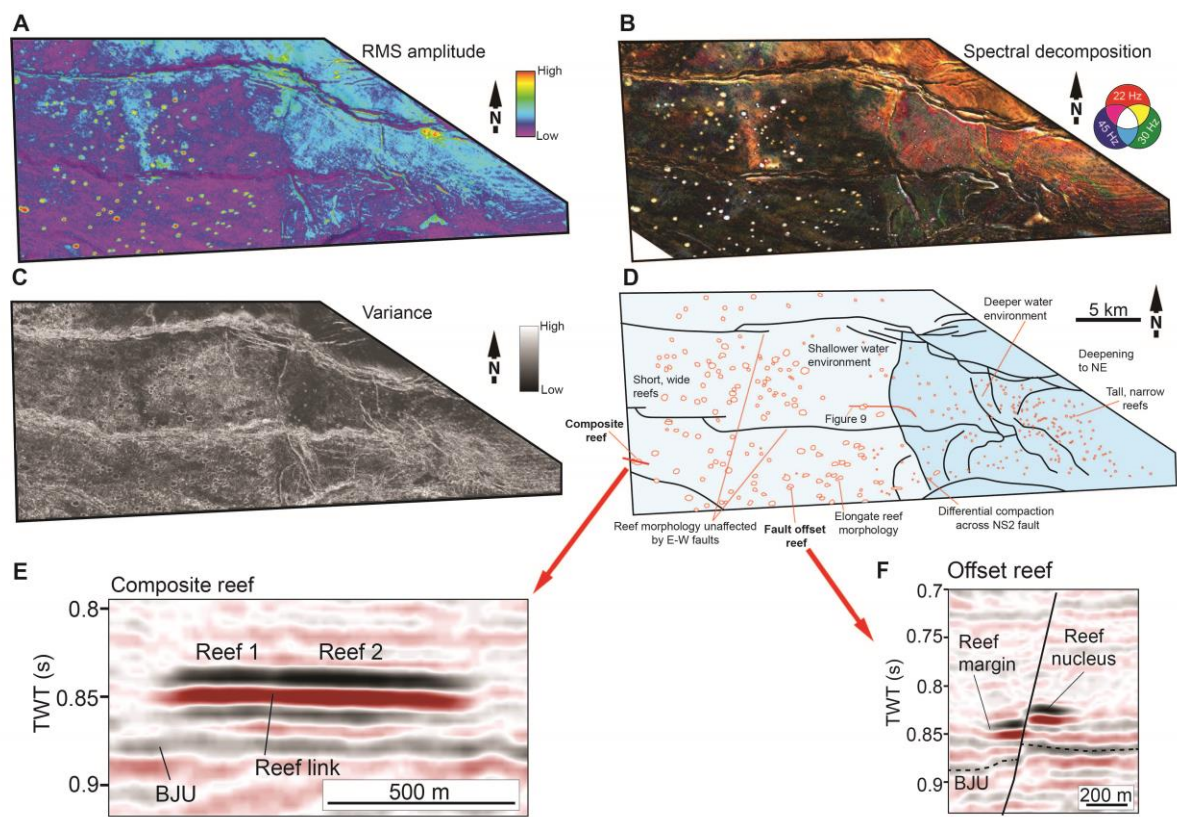 A
RMS amplitude
High
Low
N
B
Spectral decomposition
N
22 Hz
45 Hz
30 Hz
C
Variance
High
Low
N
D
Deeper water
environment
5 km
N
Shallower water
environment
Deepening
to NE
Short, wide
reefs
Tall, narrow
reefs
Figure 9
Composite
reef
Reef morphology unaffected
by E-W faults
Fault offset
reef
Elongate reef
morphology
Differential compaction
across NS2 fault
E
Composite reef
0.8
0.85
0.9
TWT (s)
Reef 1
Reef 2
Reef link
BJU
500 m
F
Offset reef
0.7
0.75
0.8
0.85
0.9
TWT (s)
Reef
margin
Reef
nucleus
BJU
200 m